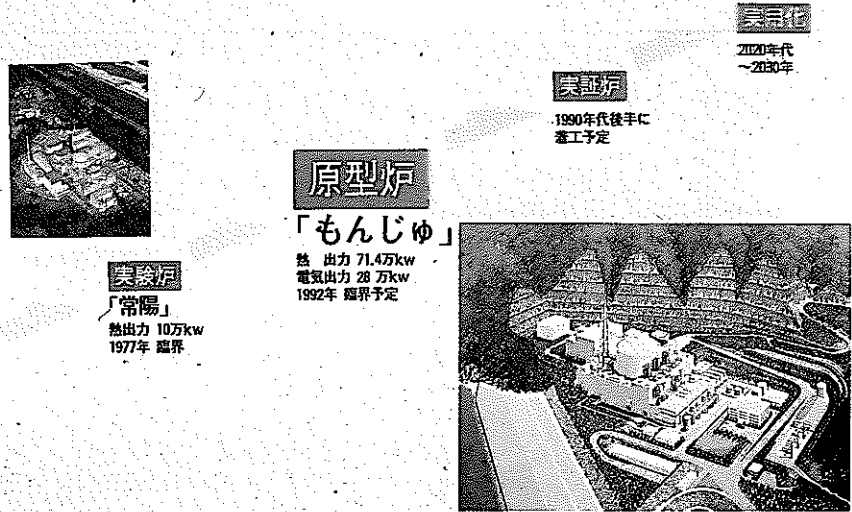 実用化
2020年代
～2030年
実証炉
1990年代後半に
着工予定
原型炉
「もんじゅ」
熱 出力 71.4万kw
電気出力 28 万kw
1992年 臨界予定
実験炉
「常陽」
熱出力 10万kw
1977年 臨界